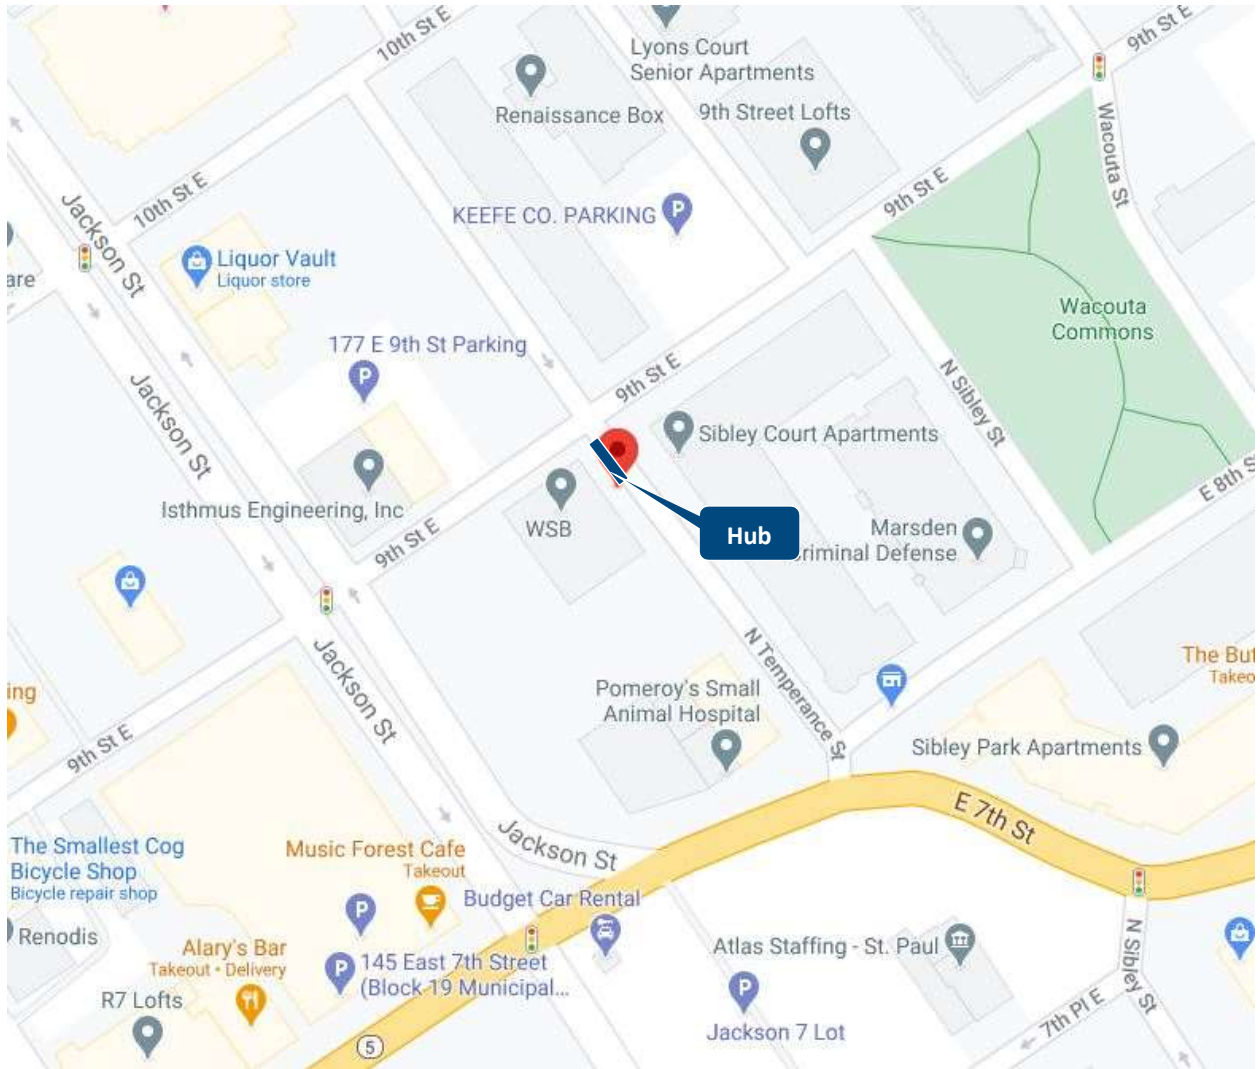 10th St E
9th St E
Lyons Court
Senior Apartments
Renaissance Box
9th Street Lofts
Wacouta St
10th St E
9th St E
Jackson St
KEEFE CO. PARKING
Liquor Vault
Liquor store
are
Wacouta
Commons
177 E 9th St Parking
9th St E
N Sibley St
Jackson St
Sibley Court Apartments
Isthmus Engineering, Inc
E 8th S
WSB
Hub
Marsden
riminal Defense
9th St E
Jackson St
N Temperance St
The But
Takeo
ing
Pomeroy's Small
Animal Hospital
9th St E
Sibley Park Apartments
E 7th St
Jackson St
The Smallest Cog
Bicycle Shop
Bicycle repair shop
Music Forest Cafe
Takeout
Budget Car Rental
Renodis
Alary's Bar
Takeout • Delivery
145 East 7th Street
(Block 19 Municipal...
Atlas Staffing - St. Paul
N Sibley St
R7 Lofts
Jackson 7 Lot
7th Pl E
5